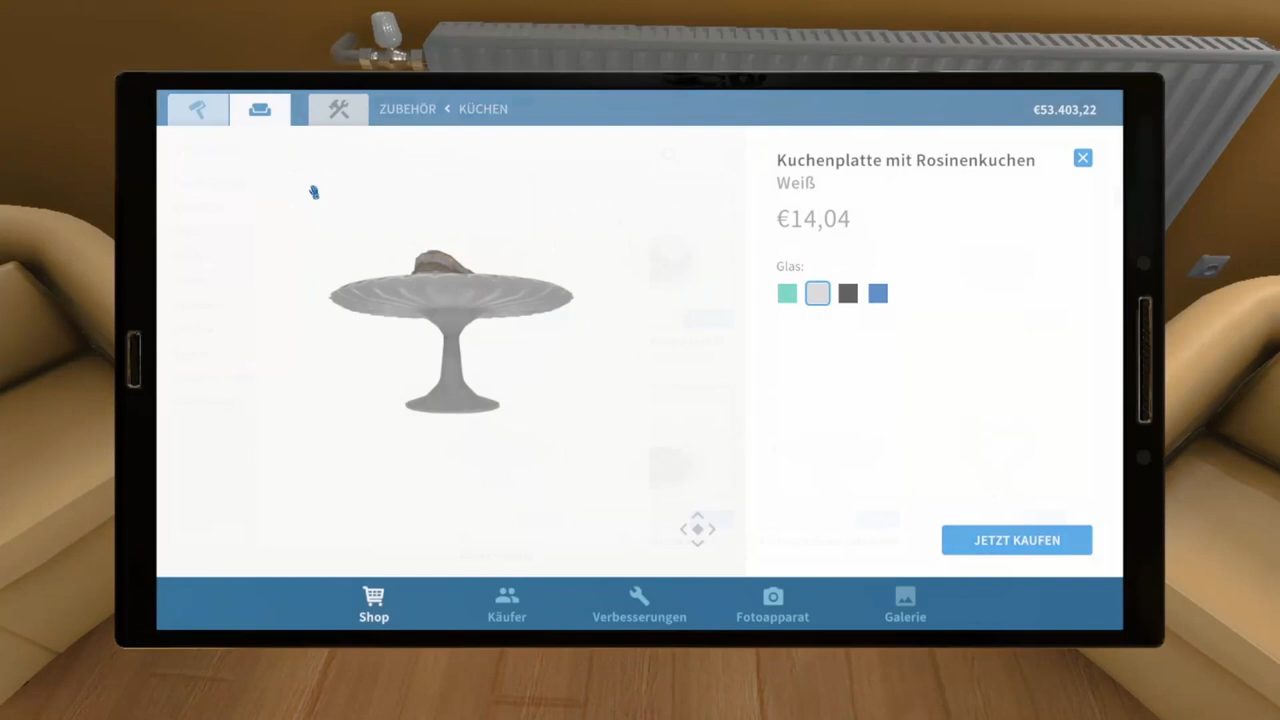 ZUBEHÖR < KÜCHEN
€53.403,22
Kuchenplatte mit Rosinenkuchen
Weiß
€14,04
Glas:
JETZT KAUFEN
Shop
Käufer
Verbesserungen
Fotoapparat
Galerie